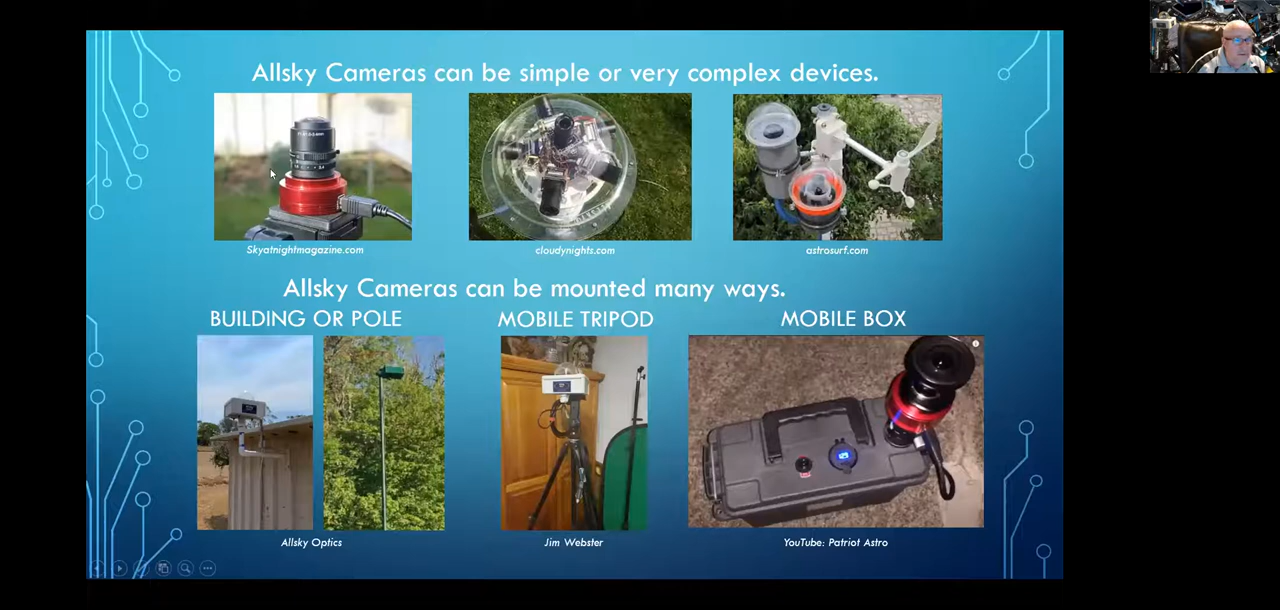 Allsky Cameras can be simple or very complex devices.
Skyatnightmagazine.com
cloudynights.com
astrosurf.com
Allsky Cameras can be mounted many ways.
BUILDING OR POLE
MOBILE TRIPOD
MOBILE BOX
Allsky Optics
Jim Webster
YouTube: Patriot Astro